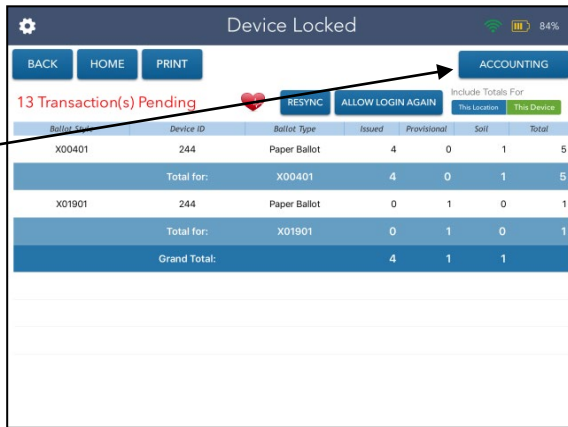 Device Locked 84%
BACK HOME PRINT ACCOUNTING
Include Totals For
13 Transaction(s) Pending RESYNC ALLOW LOGIN AGAIN This Location This Device
Ballot Style Device ID Ballot Type Issued Provisional Soil Total
X00401 244 Paper Ballot 4 0 1 5
Total for: X00401 4 0 1 5
X01901 244 Paper Ballot 0 1 0 1
Total for: X01901 0 1 0 1
Grand Total: 4 1 1